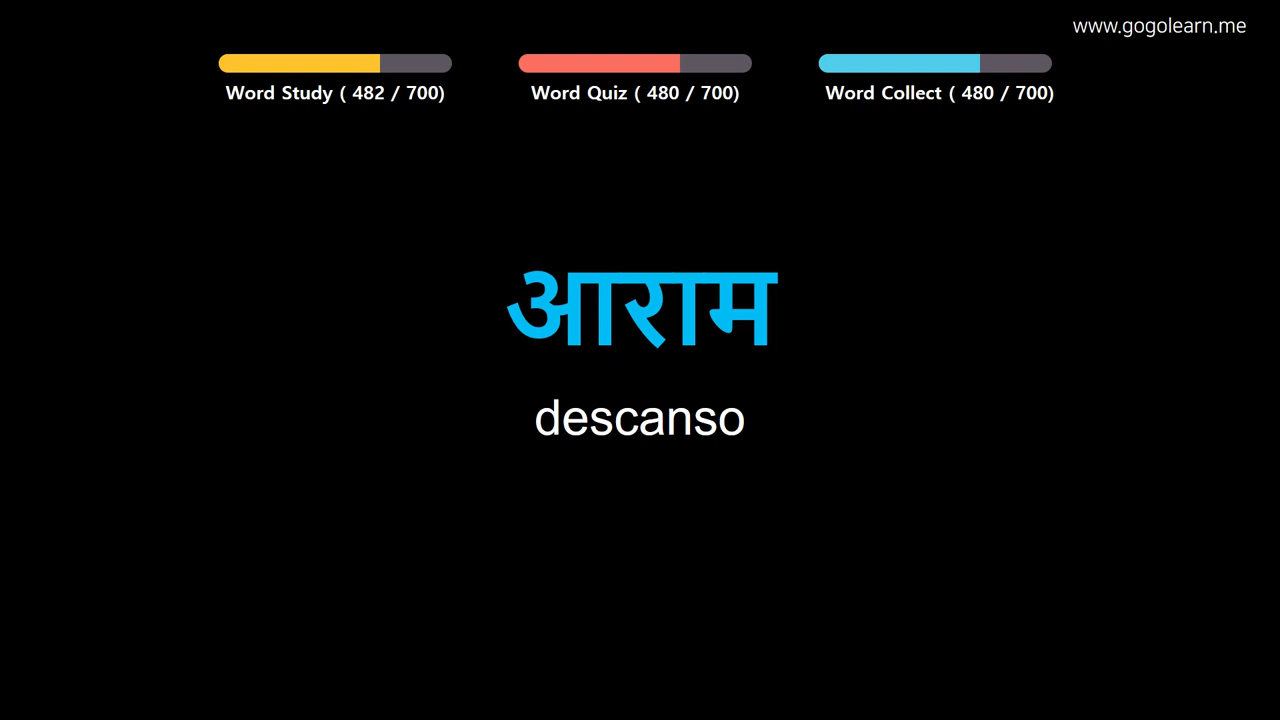 www.gogolearn.me
Word Study ( 482 / 700)
Word Quiz ( 480 / 700)
Word Collect ( 480 / 700)
आराम
descanso